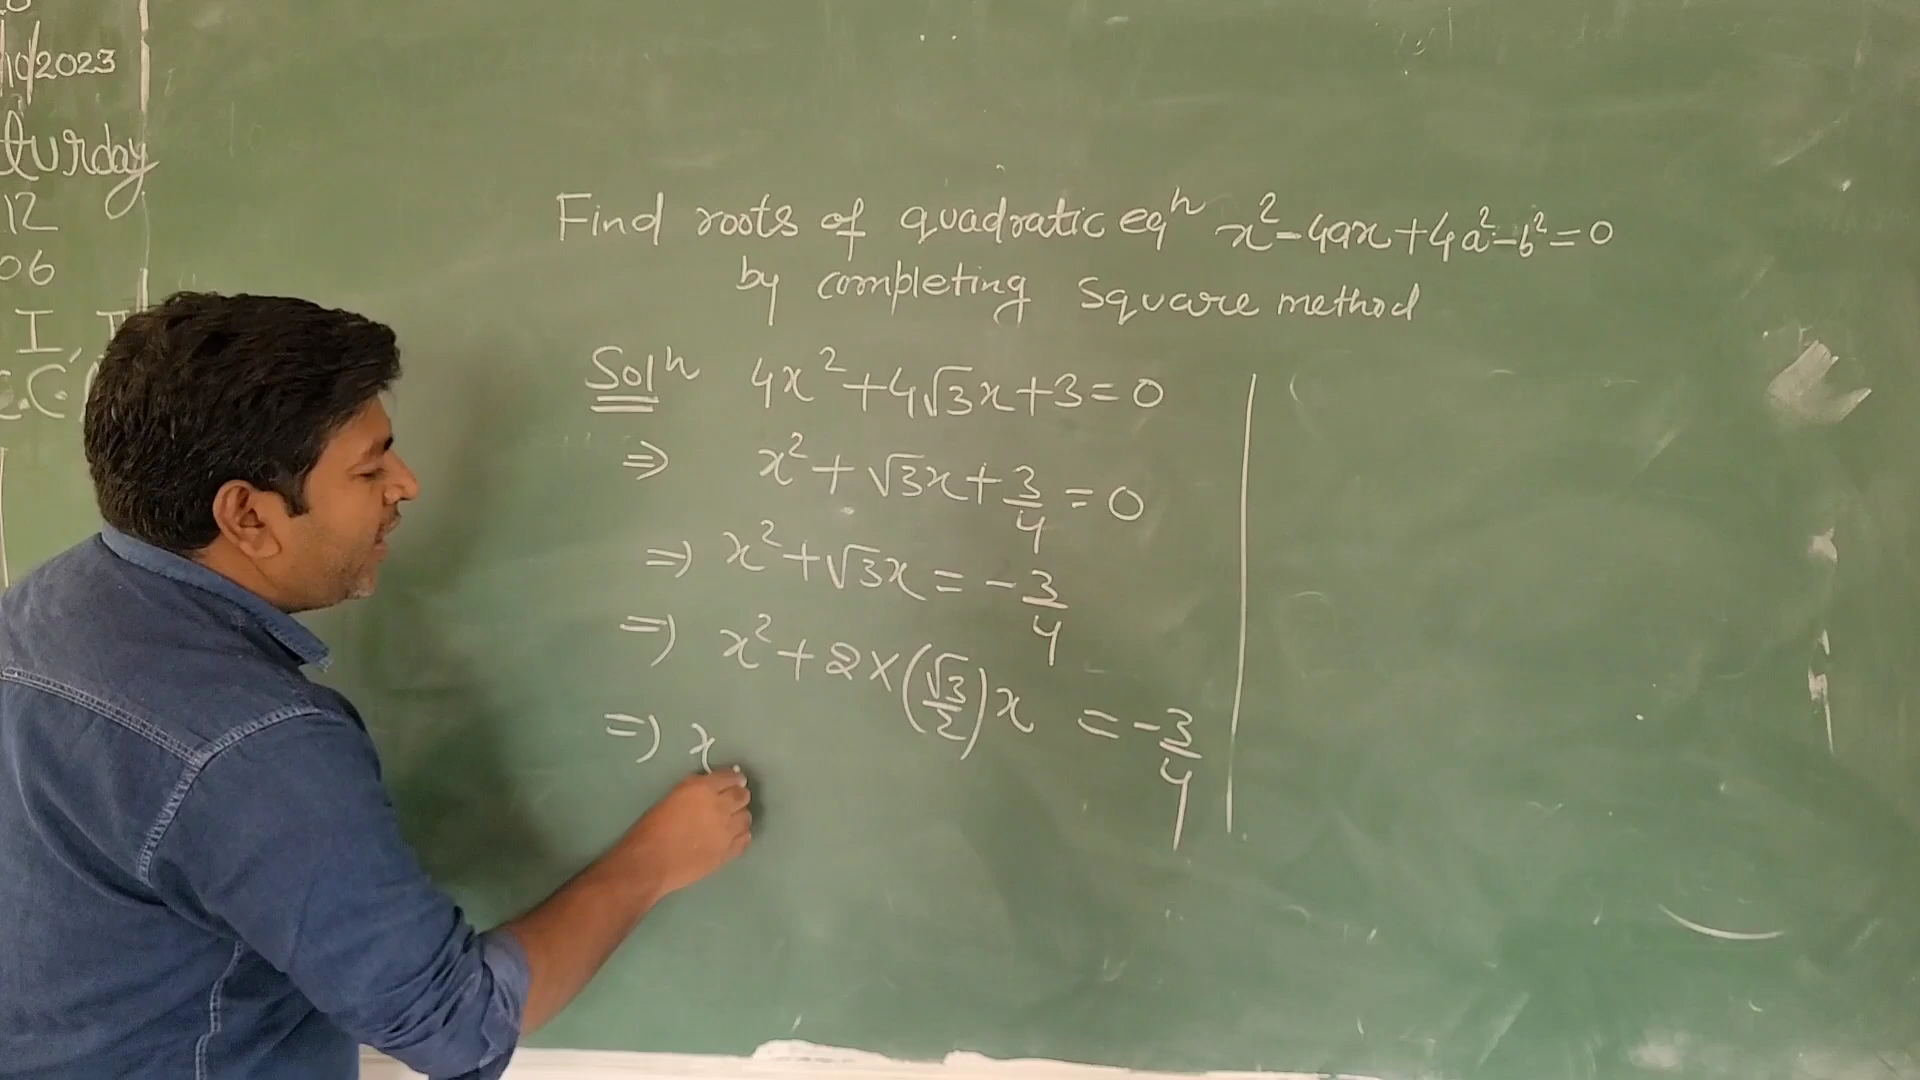 10/2023
turday
12
06
I, I
Find roots of quadratic eqⁿ x²-4ax+4a²-b²=0
by completing square method
Solⁿ 4x²+4√3x+3=0
⇒ x²+√3x+3/4=0
⇒ x²+√3x=-3/4
⇒ x²+2×(√3/2)x =-3/4
⇒ x